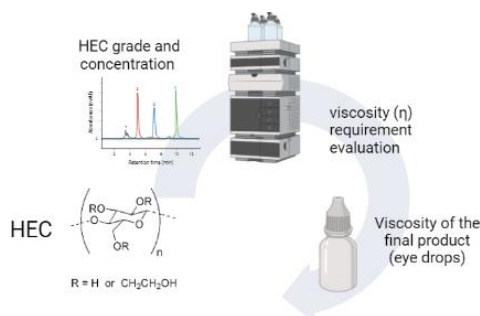 HEC grade and
concentration
Retention time (min)
viscosity (η)
requirement
evaluation
HEC
RO
OR
O
O
OR
n
R = H or CH₂CH₂OH
Viscosity of the
final product
(eye drops)